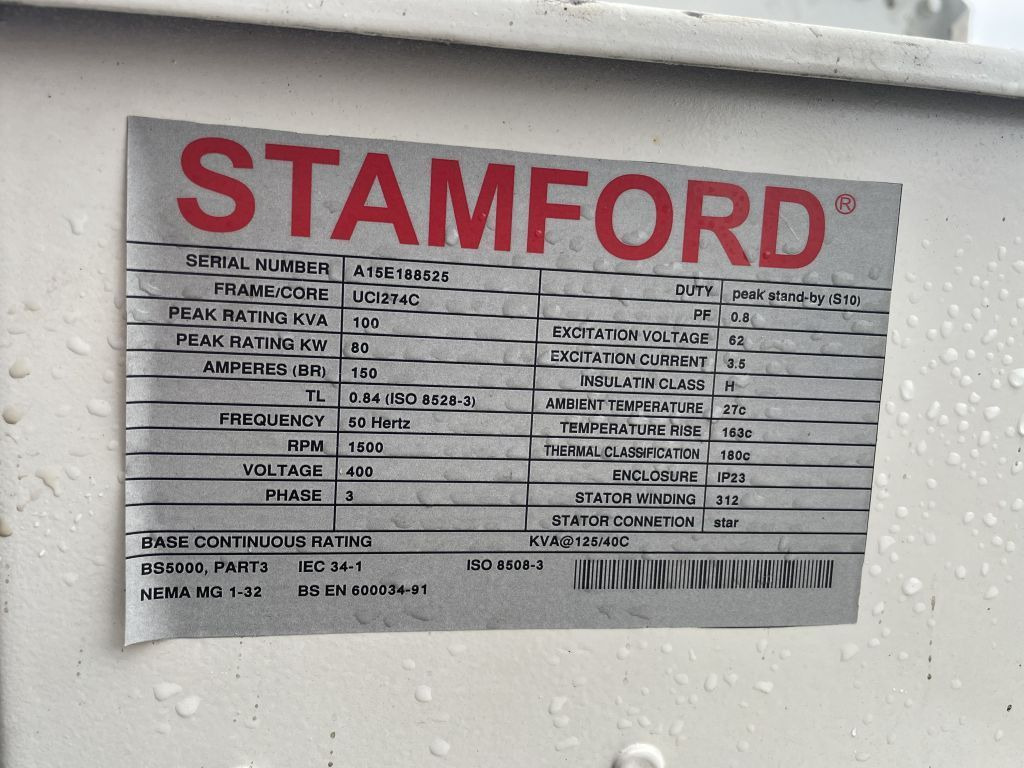 STAMFORD®
SERIAL NUMBER A15E188525
FRAME/CORE UCI274C
PEAK RATING KVA 100
PEAK RATING KW 80
AMPERES (BR) 150
TL 0.84 (ISO 8528-3)
FREQUENCY 50 Hertz
RPM 1500
VOLTAGE 400
PHASE 3
DUTY peak stand-by (S10)
PF 0.8
EXCITATION VOLTAGE 62
EXCITATION CURRENT 3.5
INSULATIN CLASS H
AMBIENT TEMPERATURE 27c
TEMPERATURE RISE 163c
THERMAL CLASSIFICATION 180c
ENCLOSURE IP23
STATOR WINDING 312
STATOR CONNETION star
BASE CONTINUOUS RATING KVA@125/40C
BS5000, PART3 IEC 34-1 ISO 8508-3
NEMA MG 1-32 BS EN 600034-91